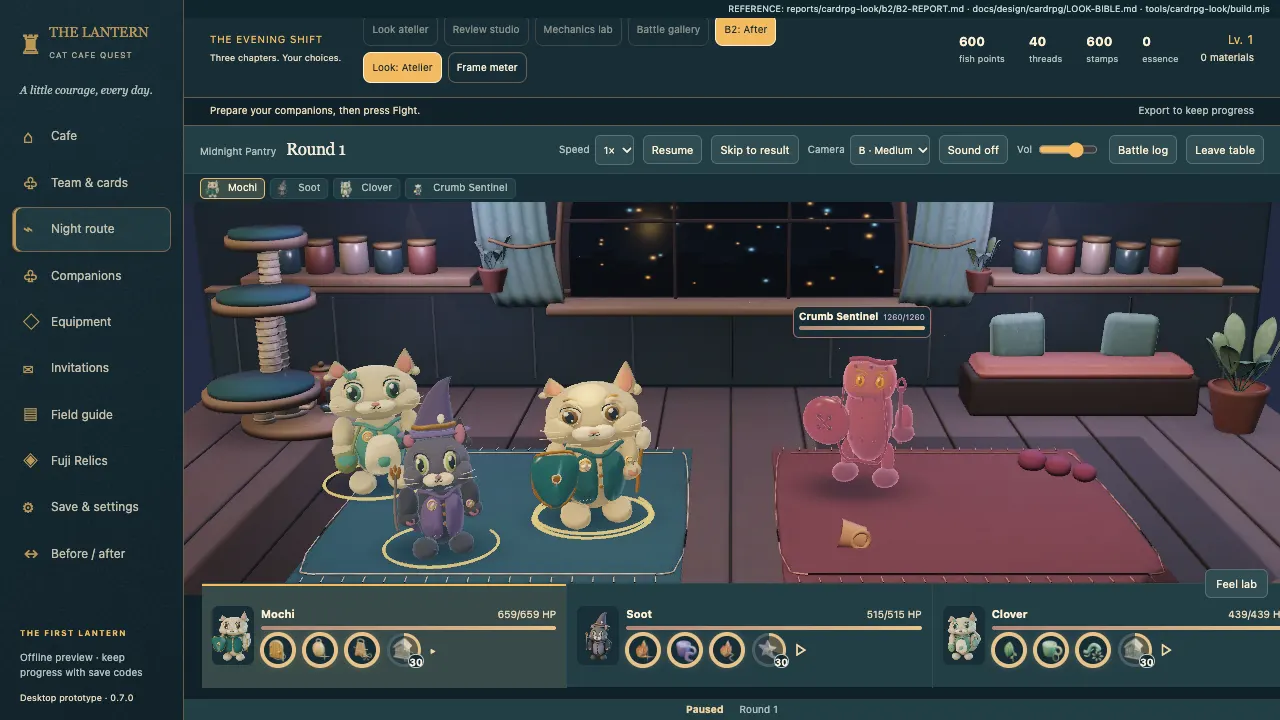 REFERENCE: reports/cardrpg-look/b2/B2-REPORT.md · docs/design/cardrpg/LOOK-BIBLE.md · tools/cardrpg-look/build.mjs
THE LANTERN
CAT CAFE QUEST
A little courage, every day.
Cafe
Team & cards
Night route
Companions
Equipment
Invitations
Field guide
Fuji Relics
Save & settings
Before / after
THE FIRST LANTERN
Offline preview · keep
progress with save codes
Desktop prototype · 0.7.0
THE EVENING SHIFT
Three chapters. Your choices.
Look atelier
Review studio
Mechanics lab
Battle gallery
B2: After
Look: Atelier
Frame meter
600
fish points
40
threads
600
stamps
0
essence
Lv. 1
0 materials
Prepare your companions, then press Fight.
Export to keep progress
Midnight Pantry
Round 1
Speed
1×
Resume
Skip to result
Camera
B · Medium
Sound off
Vol
Battle log
Leave table
Mochi
Soot
Clover
Crumb Sentinel
Crumb Sentinel 1260/1260
Feel lab
Mochi
659/659 HP
30
Soot
515/515 HP
30
Clover
439/439 H
30
Paused
Round 1